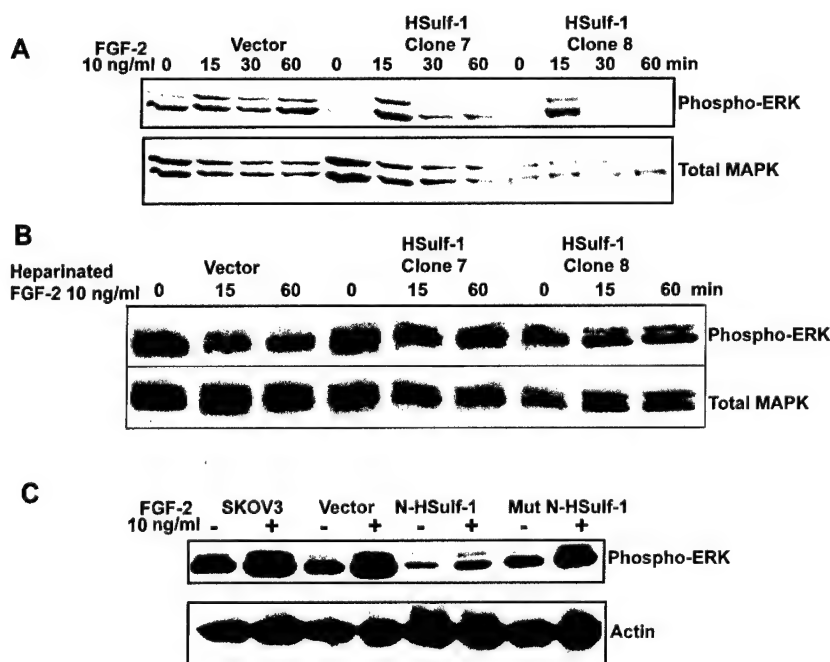 A
FGF-2
10 ng/ml
Vector
HSulf-1
Clone 7
HSulf-1
Clone 8
0 15 30 60 0 15 30 60 0 15 30 60 min
Phospho-ERK
Total MAPK
B
Heparinated
FGF-2 10 ng/ml
Vector
HSulf-1
Clone 7
HSulf-1
Clone 8
0 15 60 0 15 60 0 15 60 min
Phospho-ERK
Total MAPK
C
FGF-2
10 ng/ml
SKOV3 Vector N-HSulf-1 Mut N-HSulf-1
- + - + - + - +
Phospho-ERK
Actin